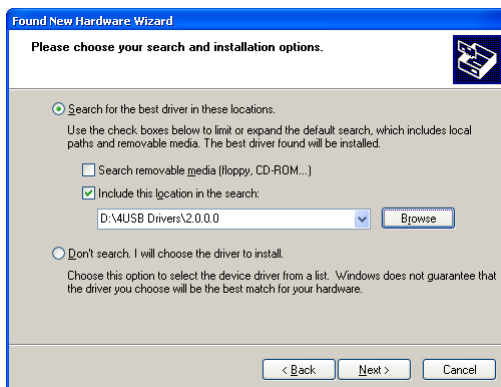 Found New Hardware Wizard
Please choose your search and installation options.
Search for the best driver in these locations.
Use the check boxes below to limit or expand the default search, which includes local
paths and removable media. The best driver found will be installed.
Search removable media (floppy, CD-ROM...)
Include this location in the search:
D:\4USB Drivers\2.0.0.0
Browse
Don't search. I will choose the driver to install.
Choose this option to select the device driver from a list. Windows does not guarantee that
the driver you choose will be the best match for your hardware.
< Back
Next >
Cancel